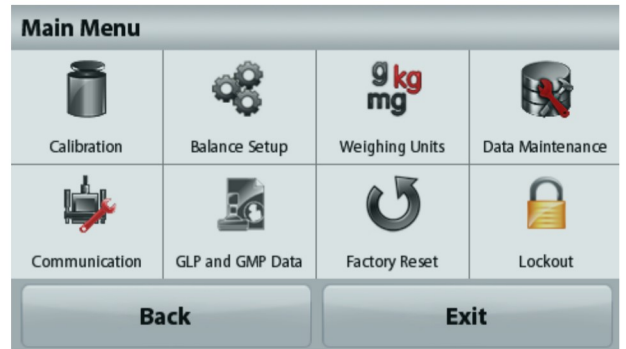 Main Menu
g kg
mg
Calibration Balance Setup Weighing Units Data Maintenance
Communication GLP and GMP Data Factory Reset Lockout
Back Exit